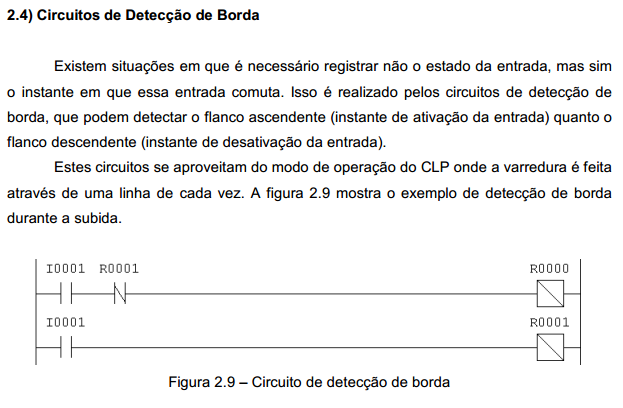 2.4) Circuitos de Detecção de Borda
Existem situações em que é necessário registrar não o estado da entrada, mas sim
o instante em que essa entrada comuta. Isso é realizado pelos circuitos de detecção de
borda, que podem detectar o flanco ascendente (instante de ativação da entrada) quanto o
flanco descendente (instante de desativação da entrada).
Estes circuitos se aproveitam do modo de operação do CLP onde a varredura é feita
através de uma linha de cada vez. A figura 2.9 mostra o exemplo de detecção de borda
durante a subida.
I0001 R0001 R0000
I0001 R0001
Figura 2.9 – Circuito de detecção de borda